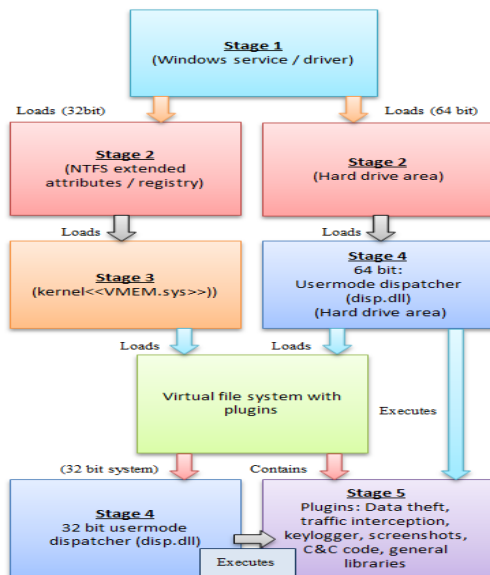 Stage 1
(Windows service / driver)
Loads (32bit)
Loads (64 bit)
Stage 2
(NTFS extended
attributes / registry)
Stage 2
(Hard drive area)
Loads
Loads
Stage 3
(kernel<<VMEM.sys>>))
Stage 4
64 bit:
Usermode dispatcher
(disp.dll)
(Hard drive area)
Loads
Loads
Virtual file system with
plugins
Executes
(32 bit system)
Contains
Stage 4
32 bit usermode
dispatcher (disp.dll)
Stage 5
Plugins: Data theft,
traffic interception,
keylogger, screenshots,
C&C code, general
libraries
Executes